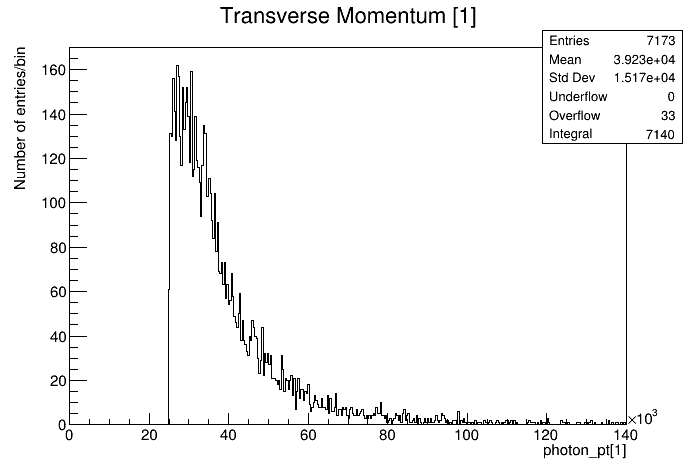 Transverse Momentum [1]
Entries 7173
Mean 3.923e+04
Std Dev 1.517e+04
Underflow 0
Overflow 33
Integral 7140
Number of entries/bin
160
140
120
100
80
60
40
20
0
0 20 40 60 80 100 120 140
×10³
photon_pt[1]